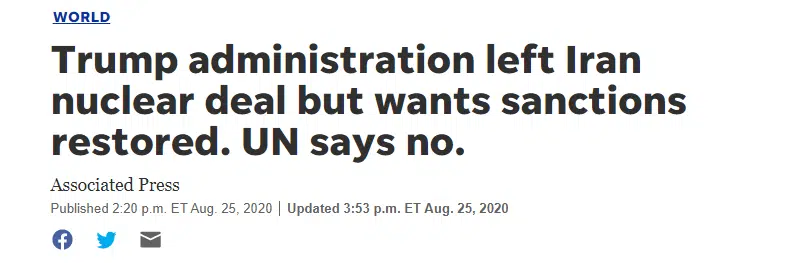 WORLD
Trump administration left Iran
nuclear deal but wants sanctions
restored. UN says no.
Associated Press
Published 2:20 p.m. ET Aug. 25, 2020 | Updated 3:53 p.m. ET Aug. 25, 2020